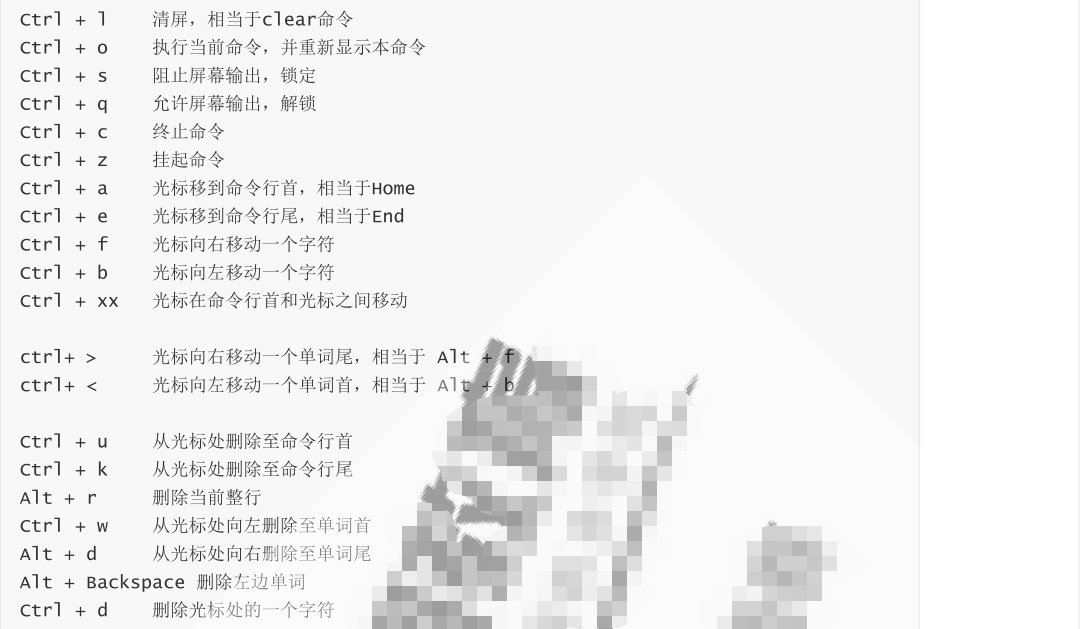 Ctrl + l 清屏，相当于clear命令
Ctrl + o 执行当前命令，并重新显示本命令
Ctrl + s 阻止屏幕输出，锁定
Ctrl + q 允许屏幕输出，解锁
Ctrl + c 终止命令
Ctrl + z 挂起命令
Ctrl + a 光标移到命令行首，相当于Home
Ctrl + e 光标移到命令行尾，相当于End
Ctrl + f 光标向右移动一个字符
Ctrl + b 光标向左移动一个字符
Ctrl + xx 光标在命令行首和光标之间移动
ctrl+ > 光标向右移动一个单词尾，相当于 Alt + f
ctrl+ < 光标向左移动一个单词首，相当于 Alt + b
Ctrl + u 从光标处删除至命令行首
Ctrl + k 从光标处删除至命令行尾
Alt + r 删除当前整行
Ctrl + w 从光标处向左删除至单词首
Alt + d 从光标处向右删除至单词尾
Alt + Backspace 删除左边单词
Ctrl + d 删除光标处的一个字符